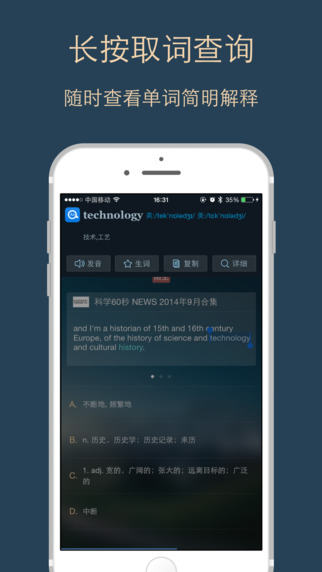 长按取词查询
随时查看单词简明解释
中国移动 16:31 35%
technology 英:/tekˈnɒlədʒi/ 美:/tekˈnɑlədʒi/
技术,工艺
发音 生词 复制 详细
科学60秒 NEWS 2014年9月合集
and I'm a historian of 15th and 16th century
Europe, of the history of science and technology
and cultural history.
A. 不断地, 频繁地
B. n. 历史，历史学；历史记录；来历
C. 1. adj. 宽的，广阔的；张大的；远离目标的；广泛
的
D. 中断